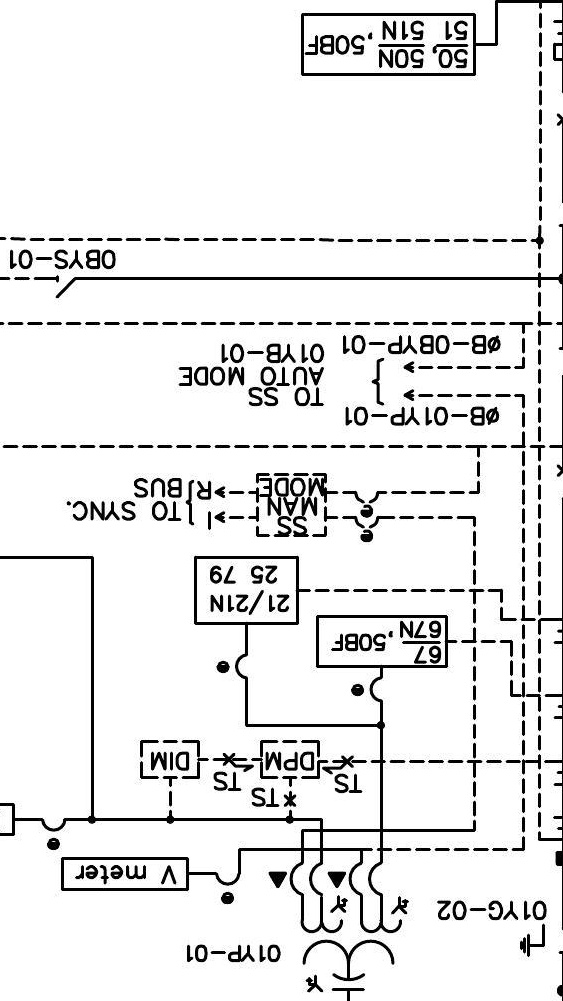 01YP-01
01YG-02
V meter
TS
TS
TS
DPM
DIM
67
67N , 50BF
21/21N
25 79
SS
MAN
MODE
I
TO SYNC.
R BUS
øB-01YP-01
TO SS
AUTO MODE
01YB-01
øB-0BYP-01
0BYS-01
50, 50N
51 51N , 50BF